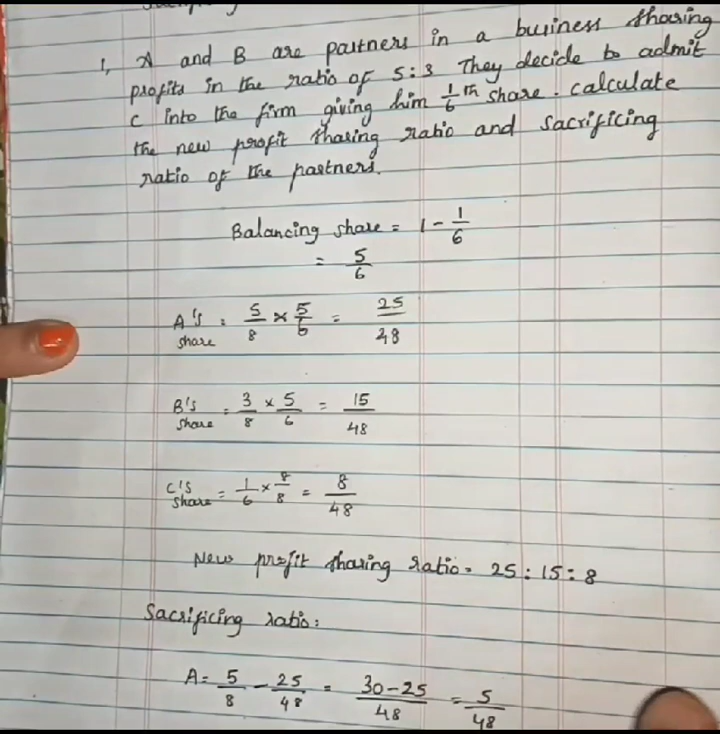 1, A and B are partners in a business sharing
profits in the ratio of 5:3 They decide to admit
C into the firm giving him 1/6 th share. calculate
the new profit sharing ratio and sacrificing
ratio of the partners.
Balancing share = 1 - 1/6
= 5/6
A's share = 5/8 × 5/6 = 25/48
B's share = 3/8 × 5/6 = 15/48
C's share = 1/6 × 8/8 = 8/48
New profit sharing ratio = 25:15:8
Sacrificing ratio:
A = 5/8 - 25/48 = 30-25/48 = 5/48